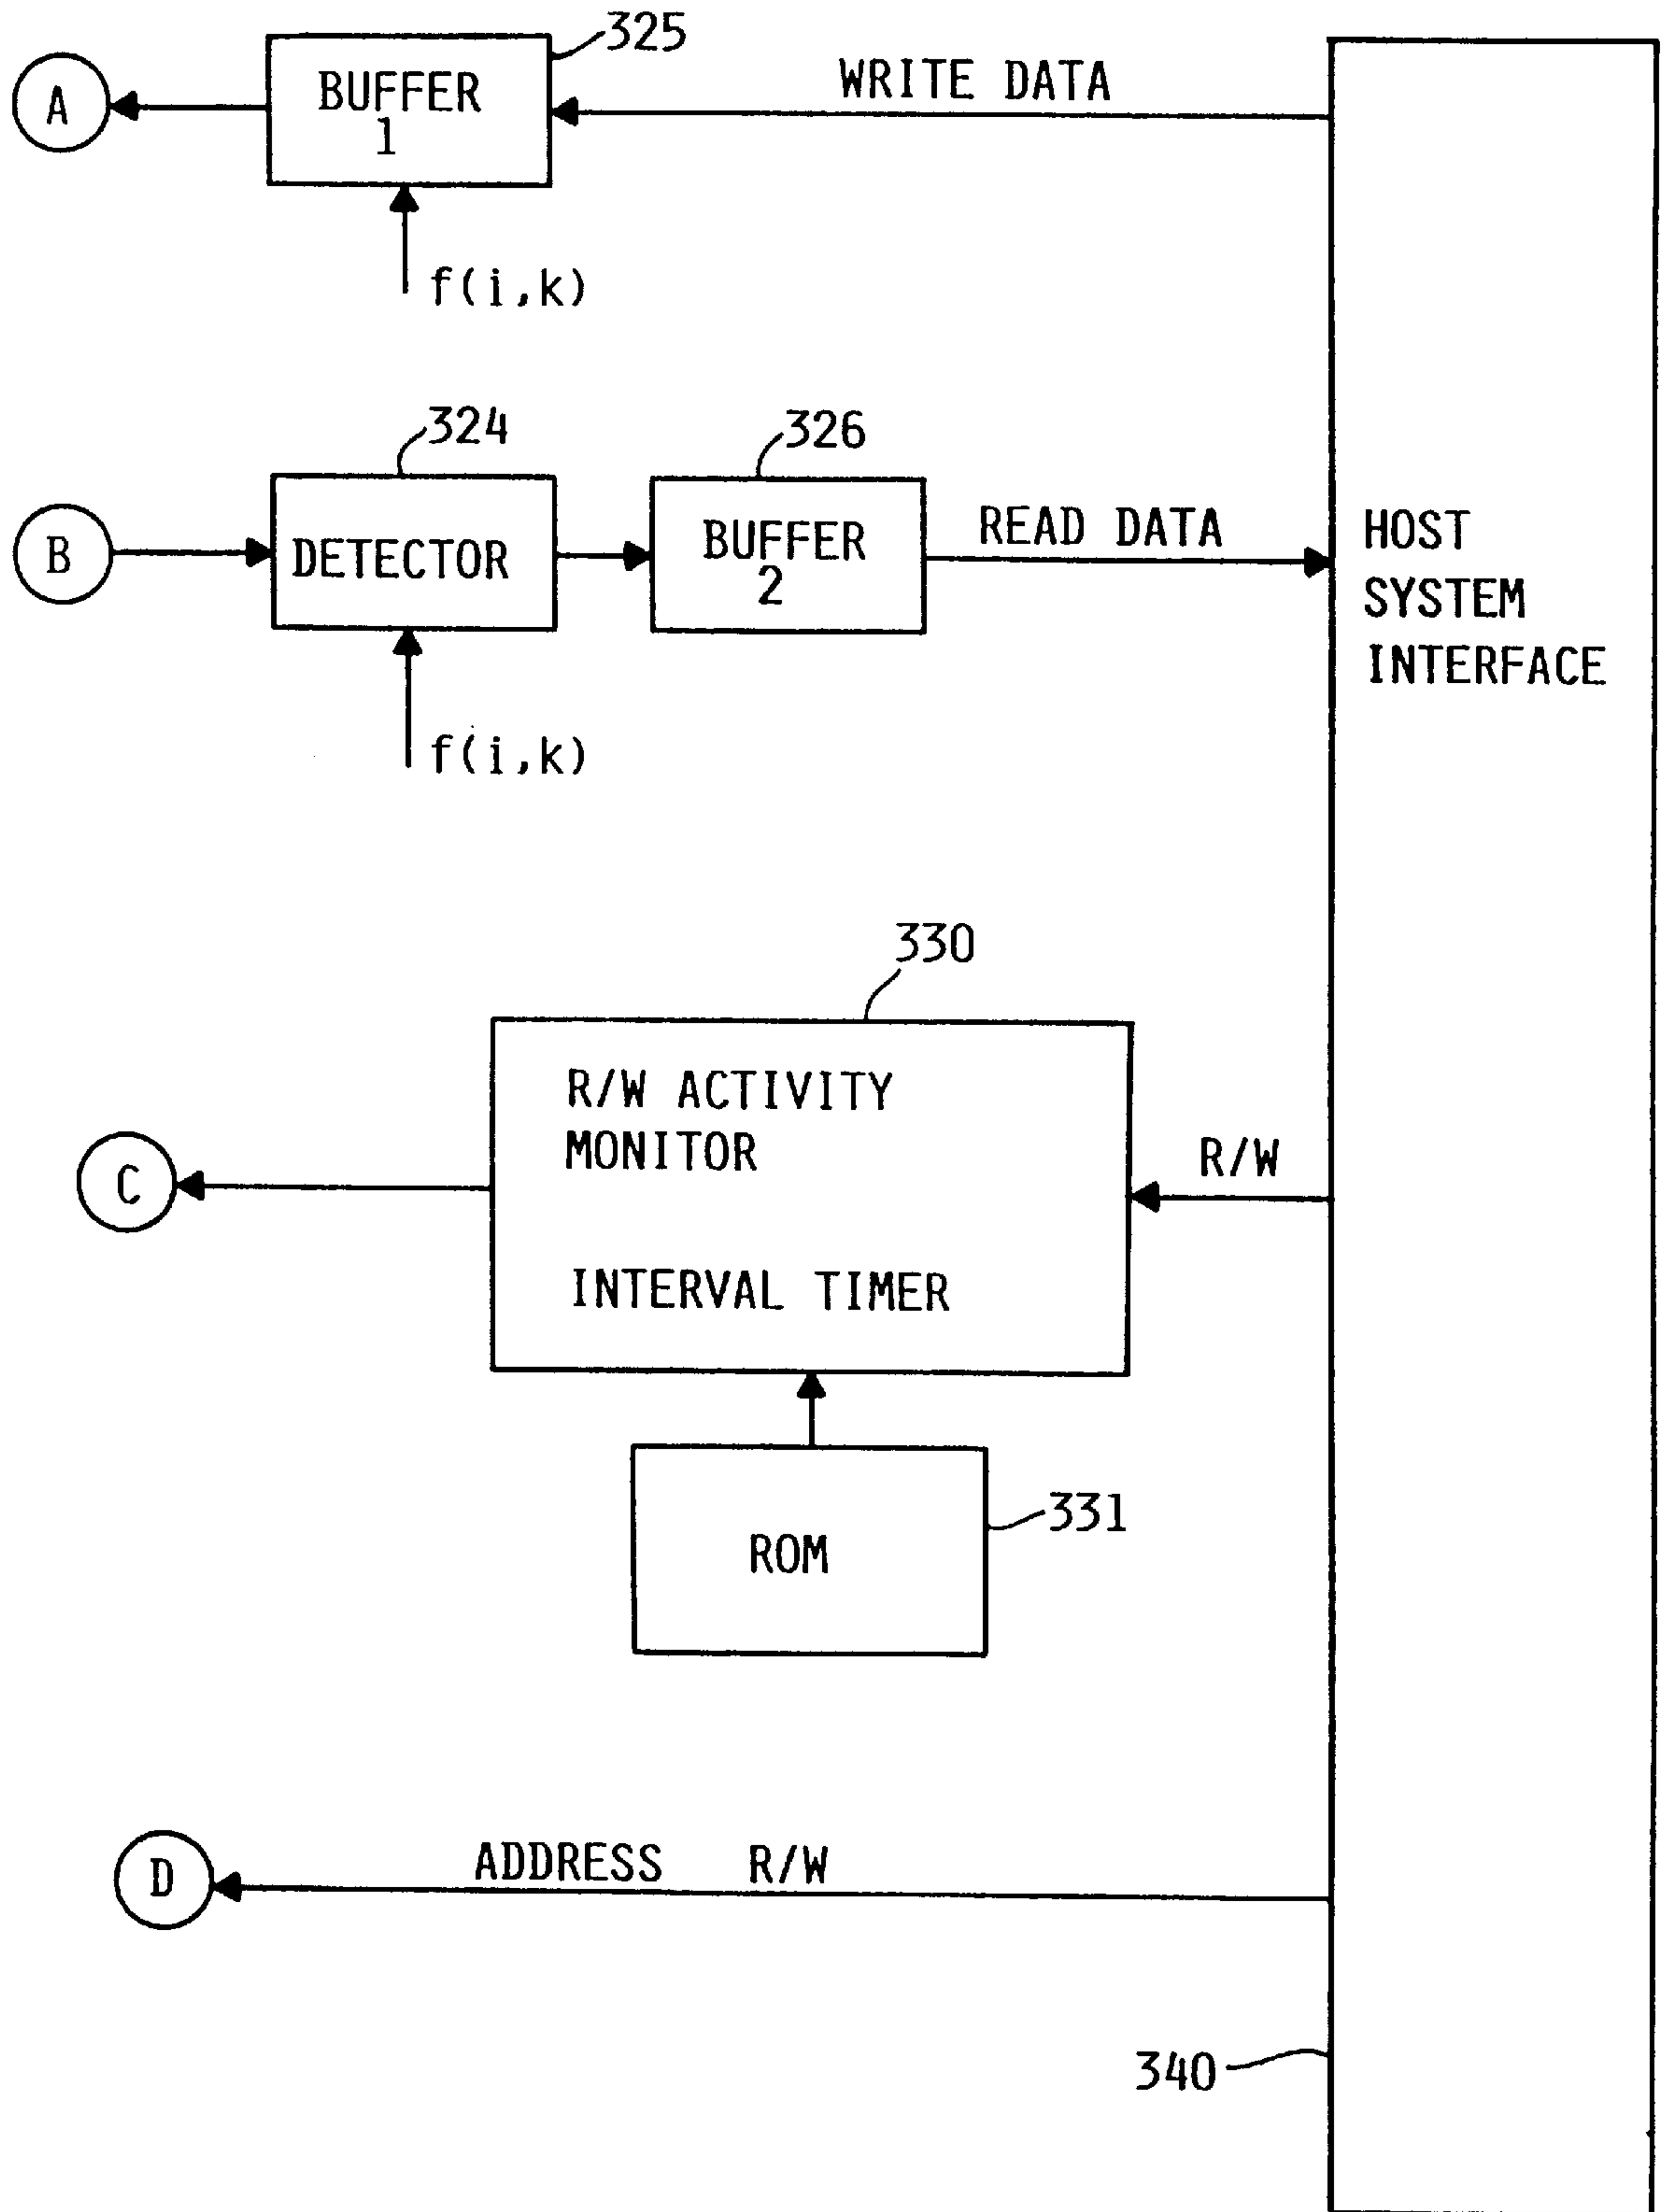 325
A
BUFFER
1
WRITE DATA
f(i,k)
324
326
B
DETECTOR
BUFFER
2
READ DATA
HOST
SYSTEM
INTERFACE
f(i,k)
330
R/W ACTIVITY
MONITOR
C
R/W
INTERVAL TIMER
331
ROM
D
ADDRESS R/W
340